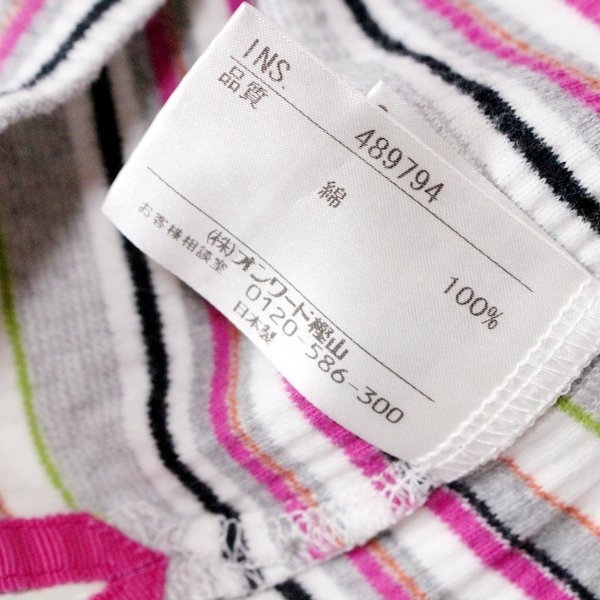 INS. 489794
品質
綿 100%
(株)オンワード樫山
お客様相談室 0120-586-300
日本製